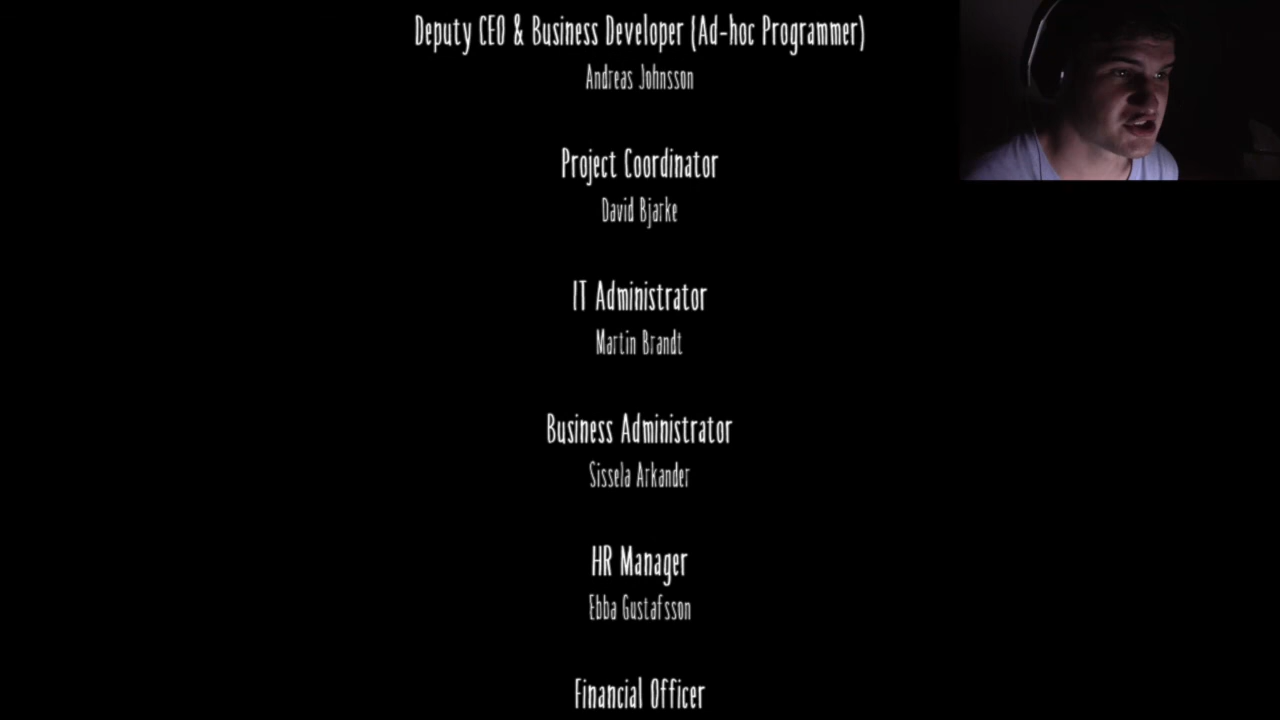 Deputy CEO & Business Developer (Ad-hoc Programmer)
Andreas Johnsson
Project Coordinator
David Bjarke
IT Administrator
Martin Brandt
Business Administrator
Sissela Arkander
HR Manager
Ebba Gustafsson
Financial Officer